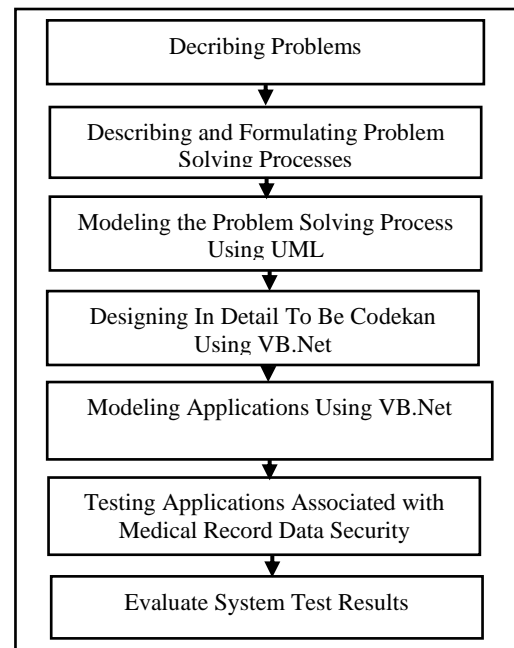 Decribing Problems
Describing and Formulating Problem
Solving Processes
Modeling the Problem Solving Process
Using UML
Designing In Detail To Be Codekan
Using VB.Net
Modeling Applications Using VB.Net
Testing Applications Associated with
Medical Record Data Security
Evaluate System Test Results